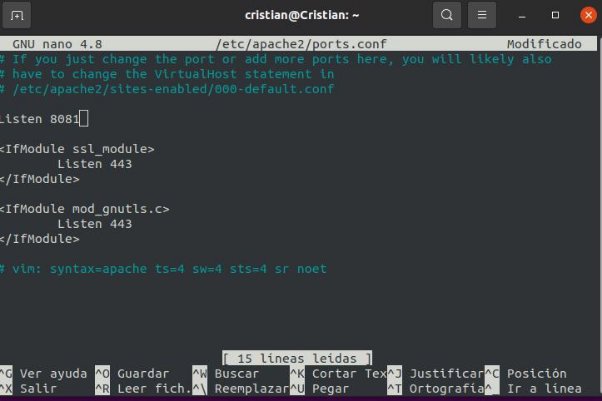 cristian@Cristian: ~
GNU nano 4.8 /etc/apache2/ports.conf Modificado
# If you just change the port or add more ports here, you will likely also
# have to change the VirtualHost statement in
# /etc/apache2/sites-enabled/000-default.conf
Listen 8081
<IfModule ssl_module>
Listen 443
</IfModule>
<IfModule mod_gnutls.c>
Listen 443
</IfModule>
# vim: syntax=apache ts=4 sw=4 sts=4 sr noet
[ 15 líneas leídas ]
^G Ver ayuda ^O Guardar ^W Buscar ^K Cortar Tex ^J Justificar ^C Posición
^X Salir ^R Leer fich. ^\ Reemplazar ^U Pegar ^T Ortografía ^_ Ir a línea